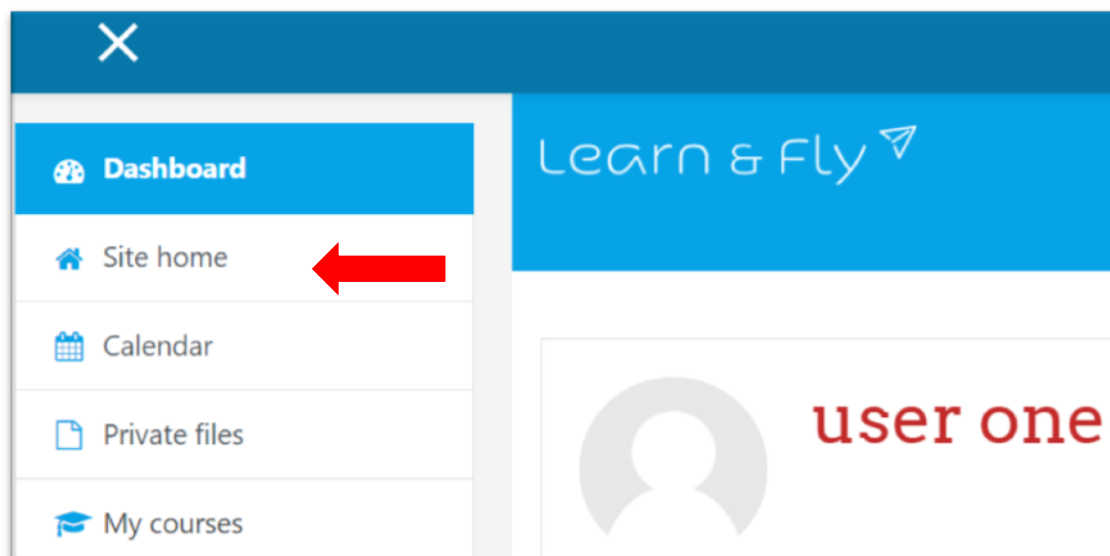 Dashboard
Site home
Calendar
Private files
My courses
Learn & Fly
user one